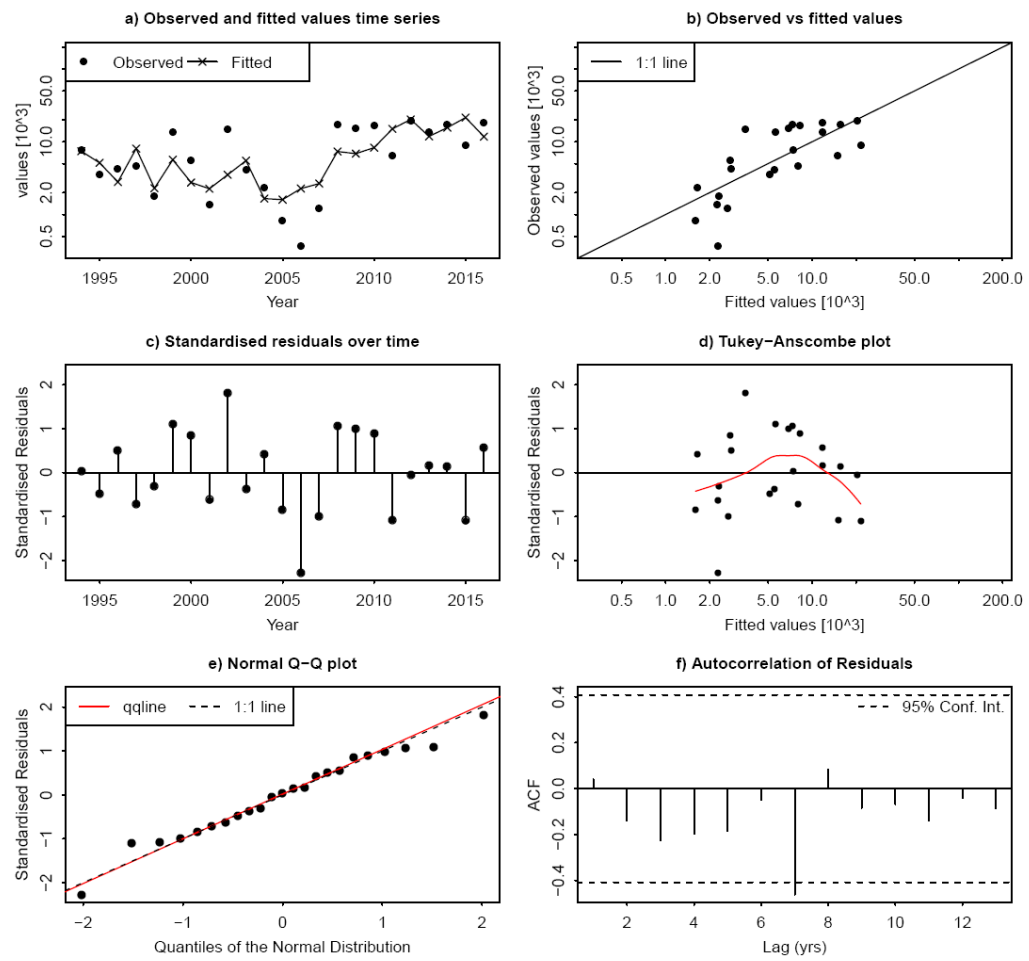 a) Observed and fitted values time series
Observed
Fitted
values [10^3]
50.0
10.0
2.0
0.5
1995 2000 2005 2010 2015
Year
b) Observed vs fitted values
1:1 line
Observed values [10^3]
50.0
10.0
2.0
0.5
0.5 1.0 2.0 5.0 10.0 50.0 200.0
Fitted values [10^3]
c) Standardised residuals over time
Standardised Residuals
2
1
0
−1
−2
1995 2000 2005 2010 2015
Year
d) Tukey−Anscombe plot
Standardised Residuals
2
1
0
−1
−2
0.5 1.0 2.0 5.0 10.0 50.0 200.0
Fitted values [10^3]
e) Normal Q−Q plot
qqline
1:1 line
Standardised Residuals
2
1
0
−1
−2
−2 −1 0 1 2
Quantiles of the Normal Distribution
f) Autocorrelation of Residuals
95% Conf. Int.
ACF
0.4
0.2
0.0
−0.2
−0.4
2 4 6 8 10 12
Lag (yrs)